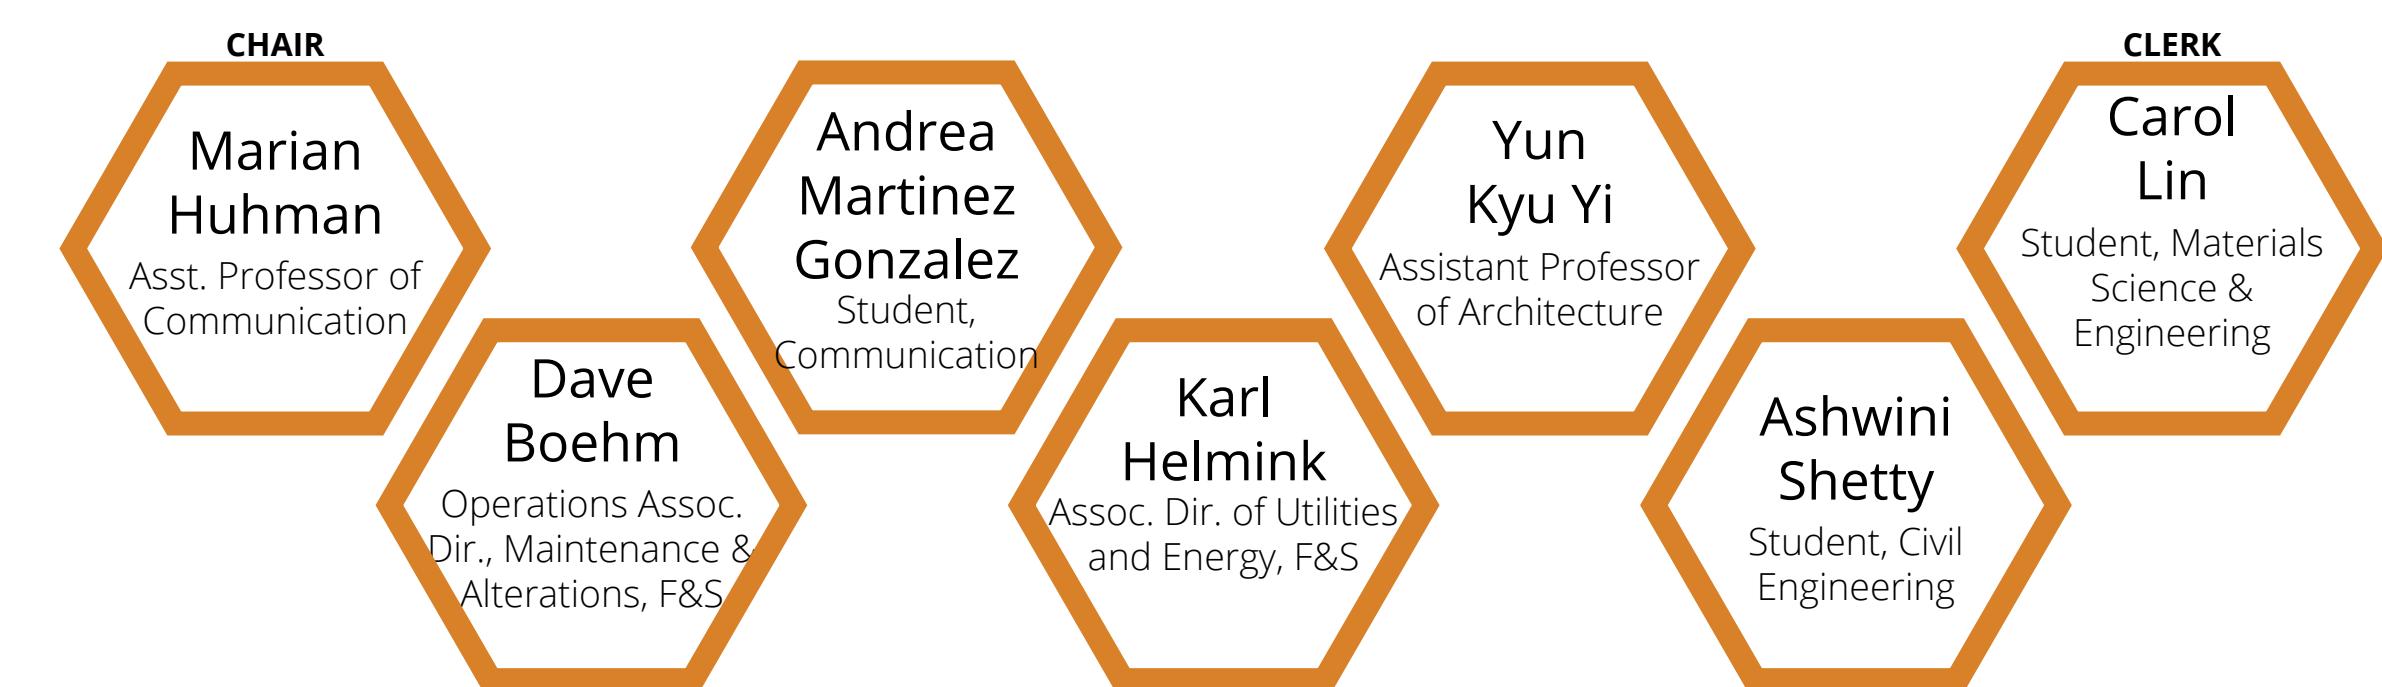 CHAIR
Marian
Huhman
Asst. Professor of
Communication
Dave
Boehm
Operations Assoc.
Dir., Maintenance &
Alterations, F&S
Andrea
Martinez
Gonzalez
Student,
Communication
Karl
Helmink
Assoc. Dir. of Utilities
and Energy, F&S
Yun
Kyu Yi
Assistant Professor
of Architecture
Ashwini
Shetty
Student, Civil
Engineering
CLERK
Carol
Lin
Student, Materials
Science &
Engineering